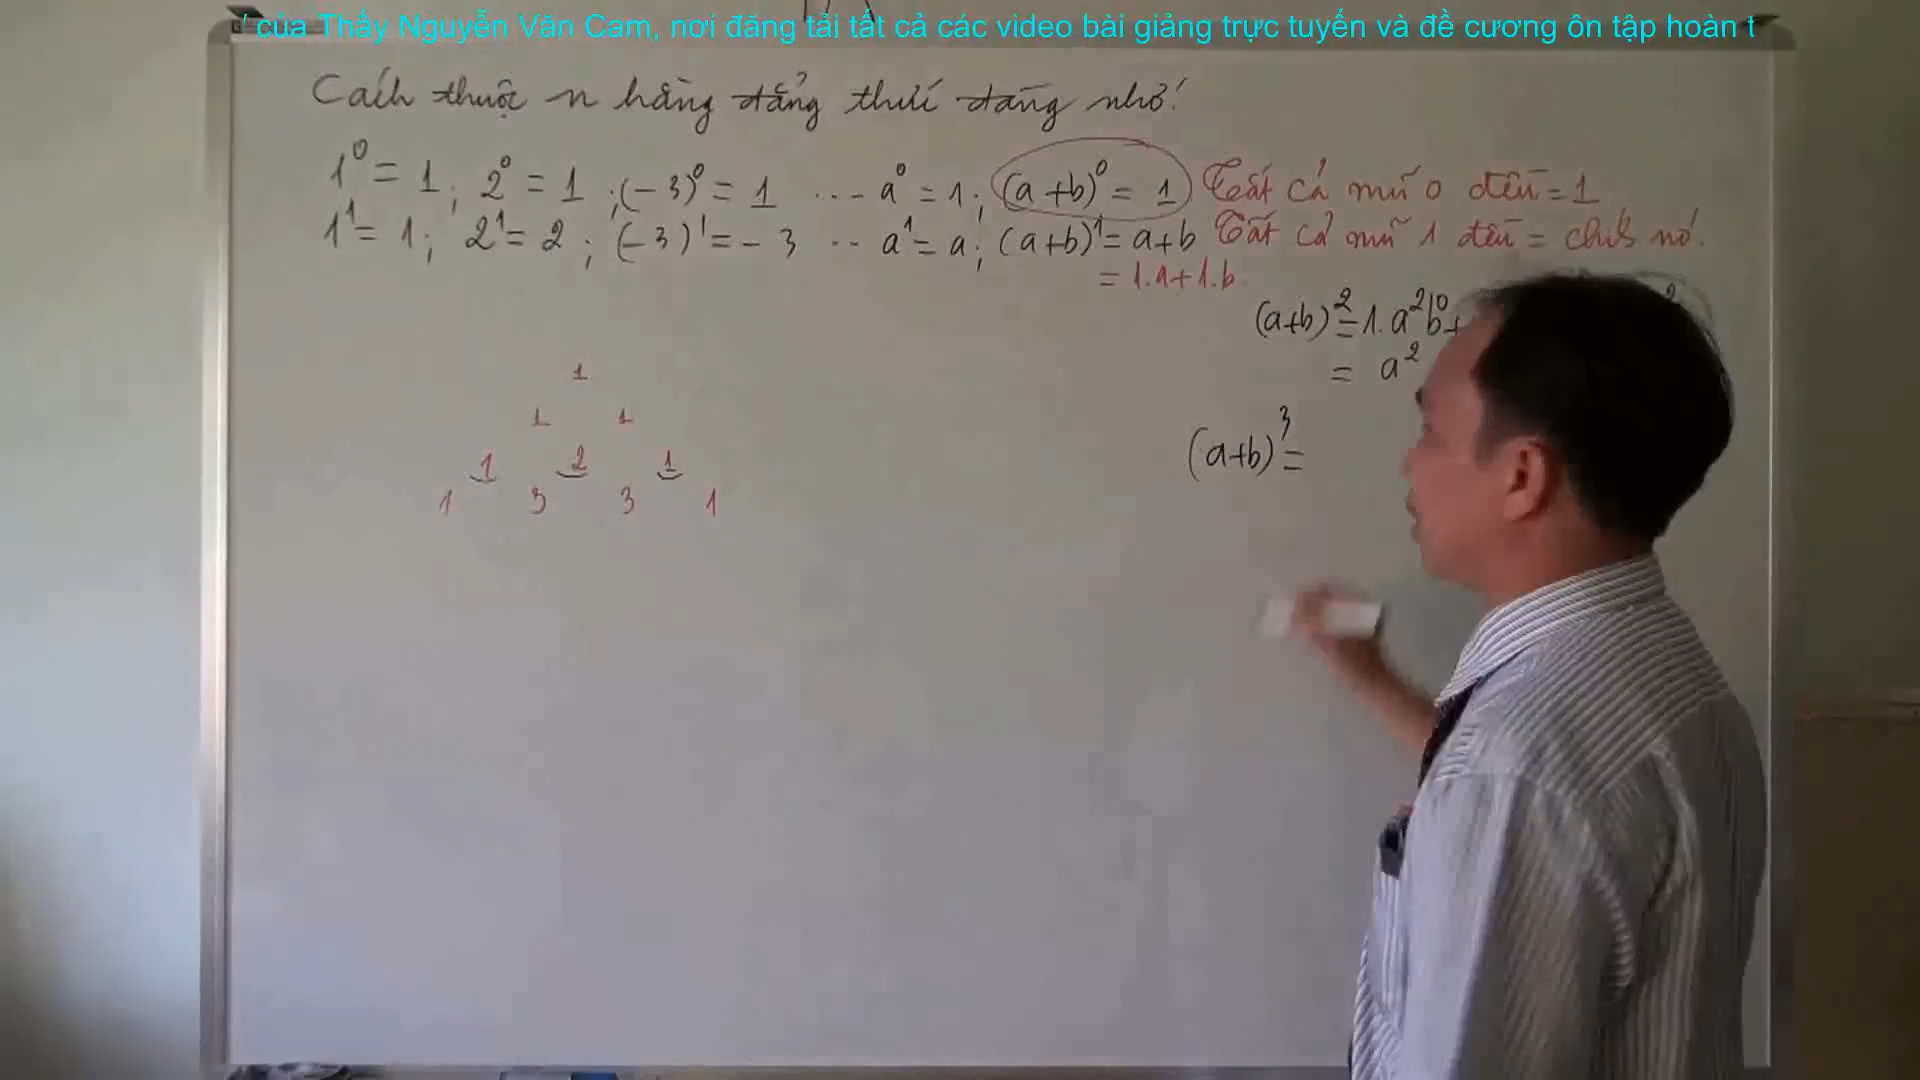 của Thầy Nguyễn Văn Cam, nơi đăng tải tất cả các video bài giảng trực tuyến và đề cương ôn tập hoàn t
Cách thuộc n hằng đẳng thức đáng nhớ!
1⁰ = 1; 2⁰ = 1; (-3)⁰ = 1 ... a⁰ = 1; (a+b)⁰ = 1 Tất cả mũ 0 đều = 1
1¹ = 1; 2¹ = 2; (-3)¹ = -3 .. a¹ = a; (a+b)¹ = a+b Tất cả mũ 1 đều = chính nó.
= 1.a+1.b
(a+b)² = 1.a²b⁰+ ²
= a²
1
1 1
1 2 1
1 3 3 1
(a+b)³ =